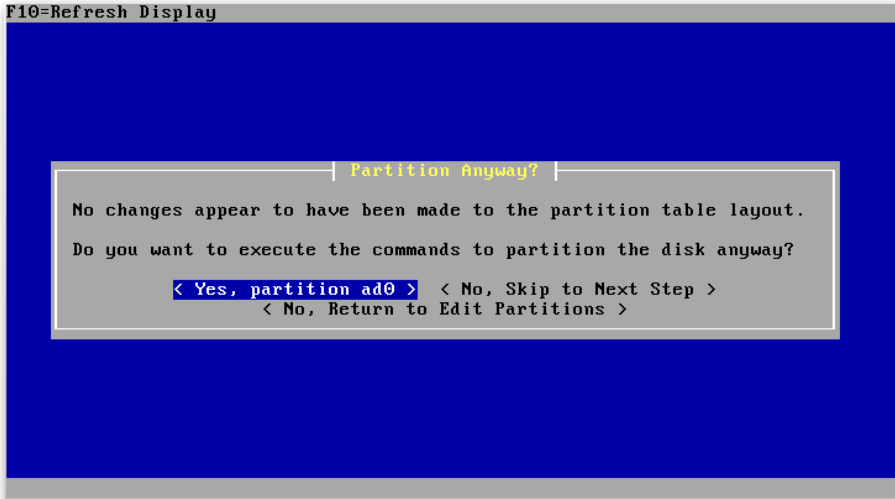 F10=Refresh Display
Partition Anyway?
No changes appear to have been made to the partition table layout.
Do you want to execute the commands to partition the disk anyway?
< Yes, partition ad0 > < No, Skip to Next Step >
< No, Return to Edit Partitions >